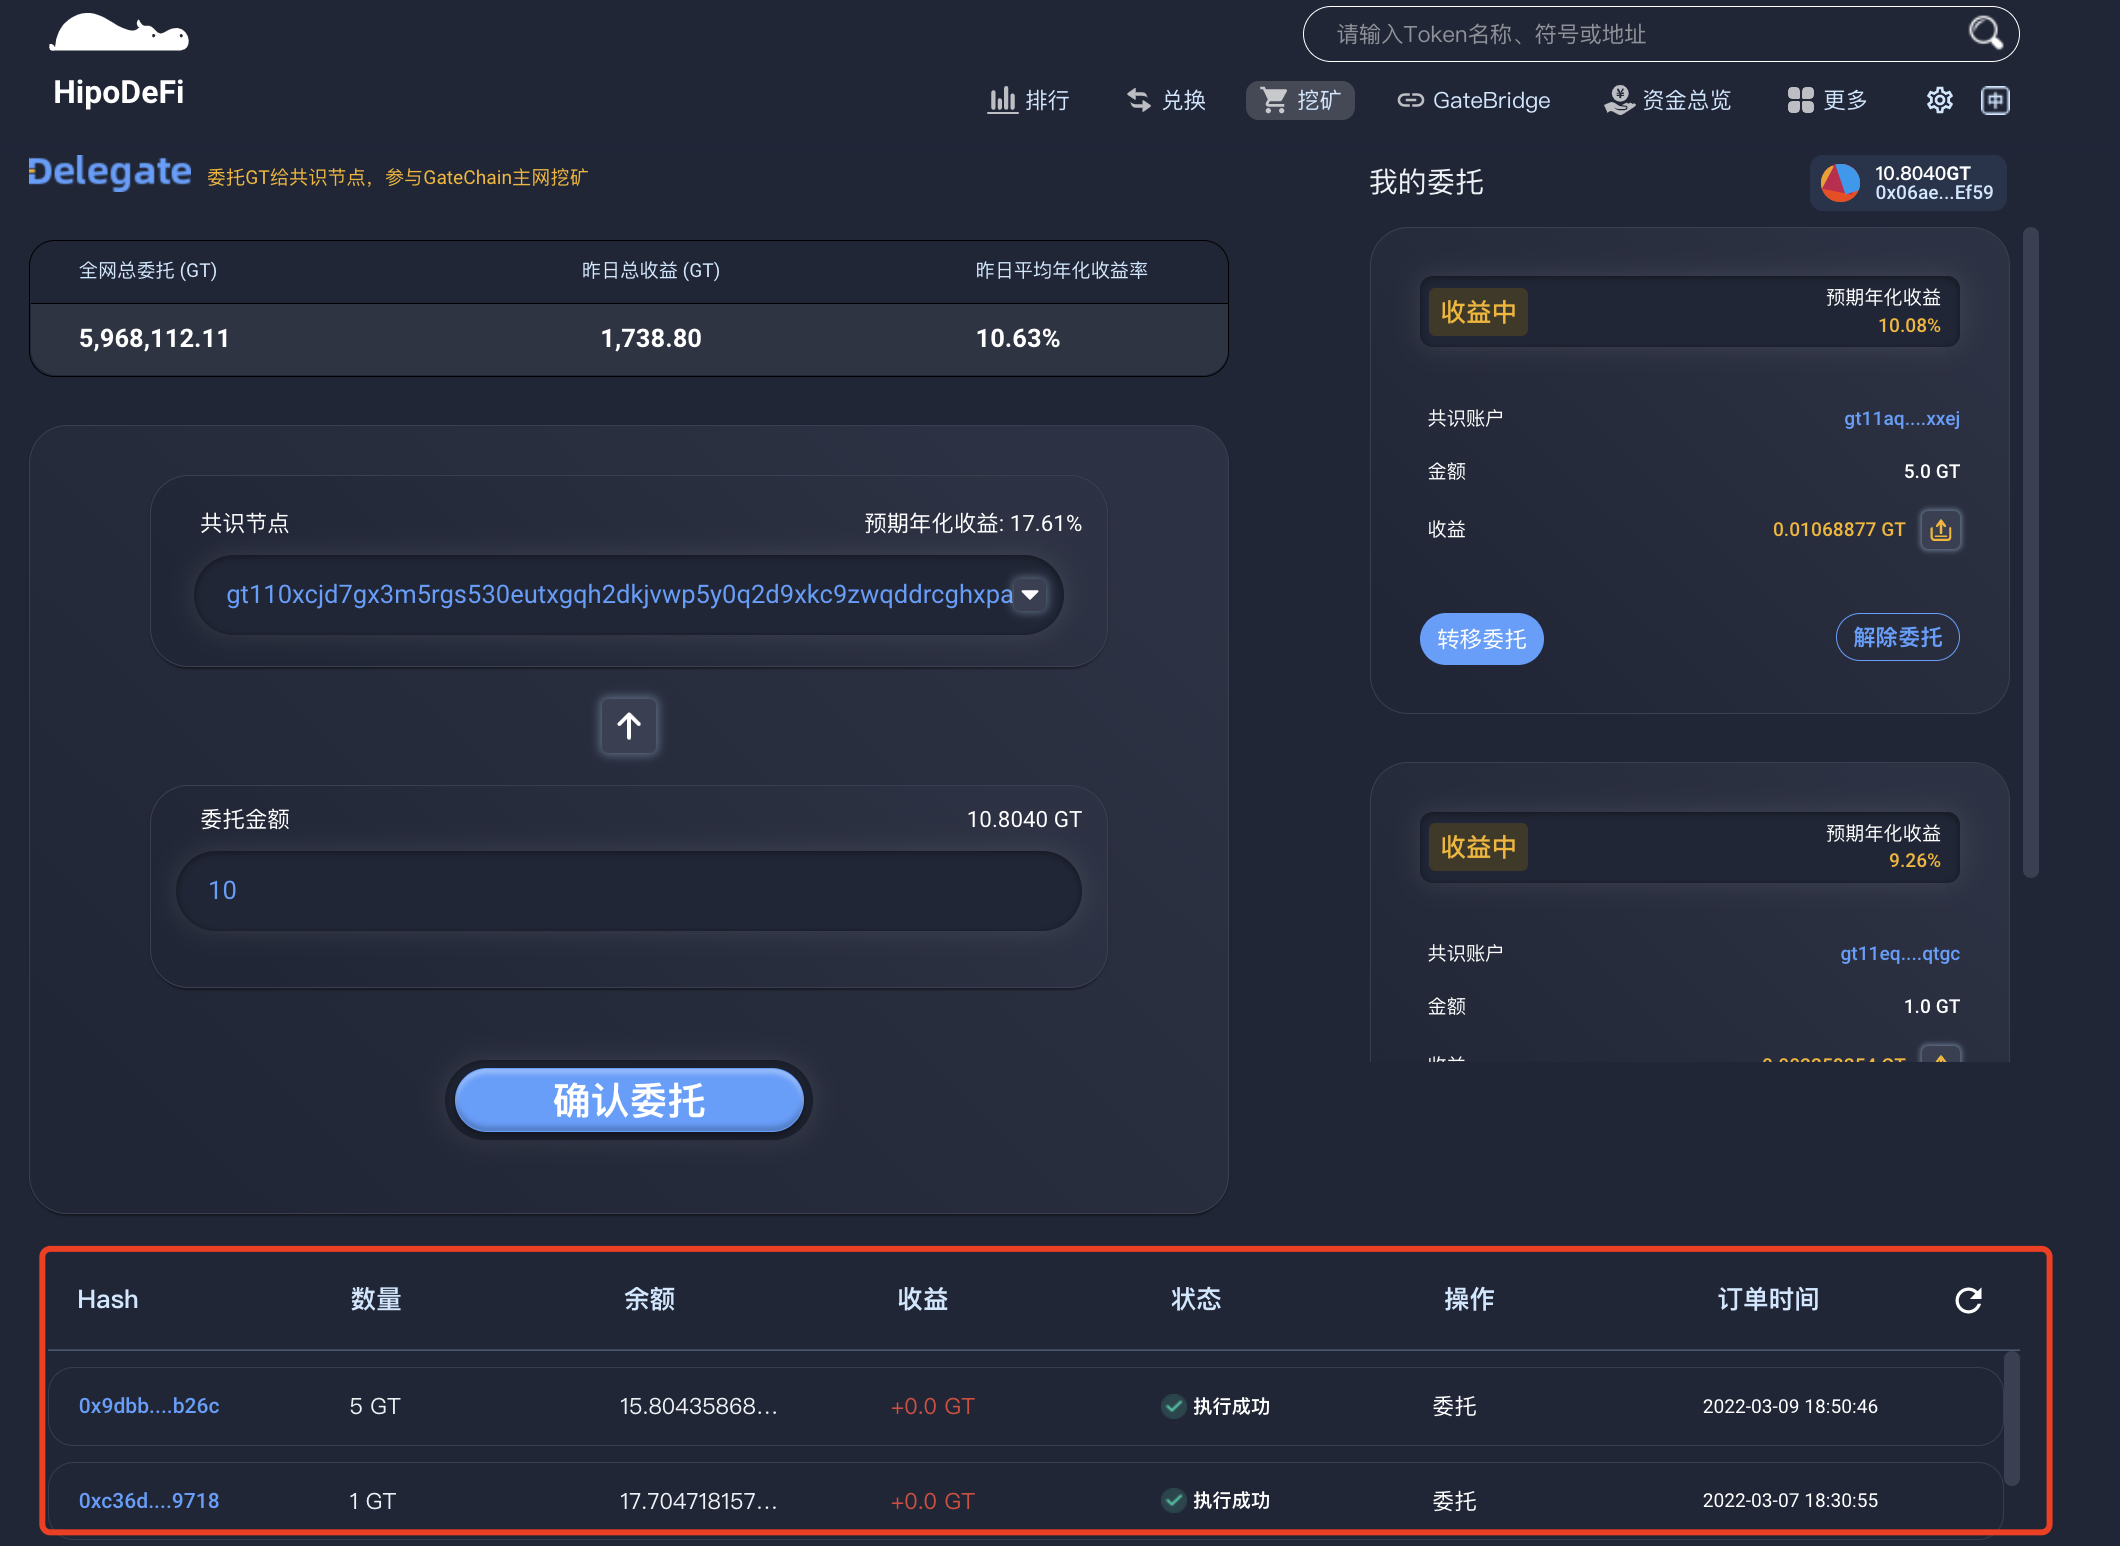 HipoDeFi
请输入Token名称、符号或地址
排行 兑换 挖矿 GateBridge 资金总览 更多 中
Delegate 委托GT给共识节点，参与GateChain主网挖矿
全网总委托 (GT) 昨日总收益 (GT) 昨日平均年化收益率
5,968,112.11 1,738.80 10.63%
共识节点 预期年化收益: 17.61%
gt110xcjd7gx3m5rgs530eutxgqh2dkjvwp5y0q2d9xkc9zwqddrcghxpa
委托金额 10.8040 GT
10
确认委托
我的委托
10.8040GT
0x06ae...Ef59
收益中 预期年化收益
10.08%
共识账户 gt11aq....xxej
金额 5.0 GT
收益 0.01068877 GT
转移委托 解除委托
收益中 预期年化收益
9.26%
共识账户 gt11eq....qtgc
金额 1.0 GT
Hash 数量 余额 收益 状态 操作 订单时间
0x9dbb....b26c 5 GT 15.80435868... +0.0 GT 执行成功 委托 2022-03-09 18:50:46
0xc36d....9718 1 GT 17.704718157... +0.0 GT 执行成功 委托 2022-03-07 18:30:55